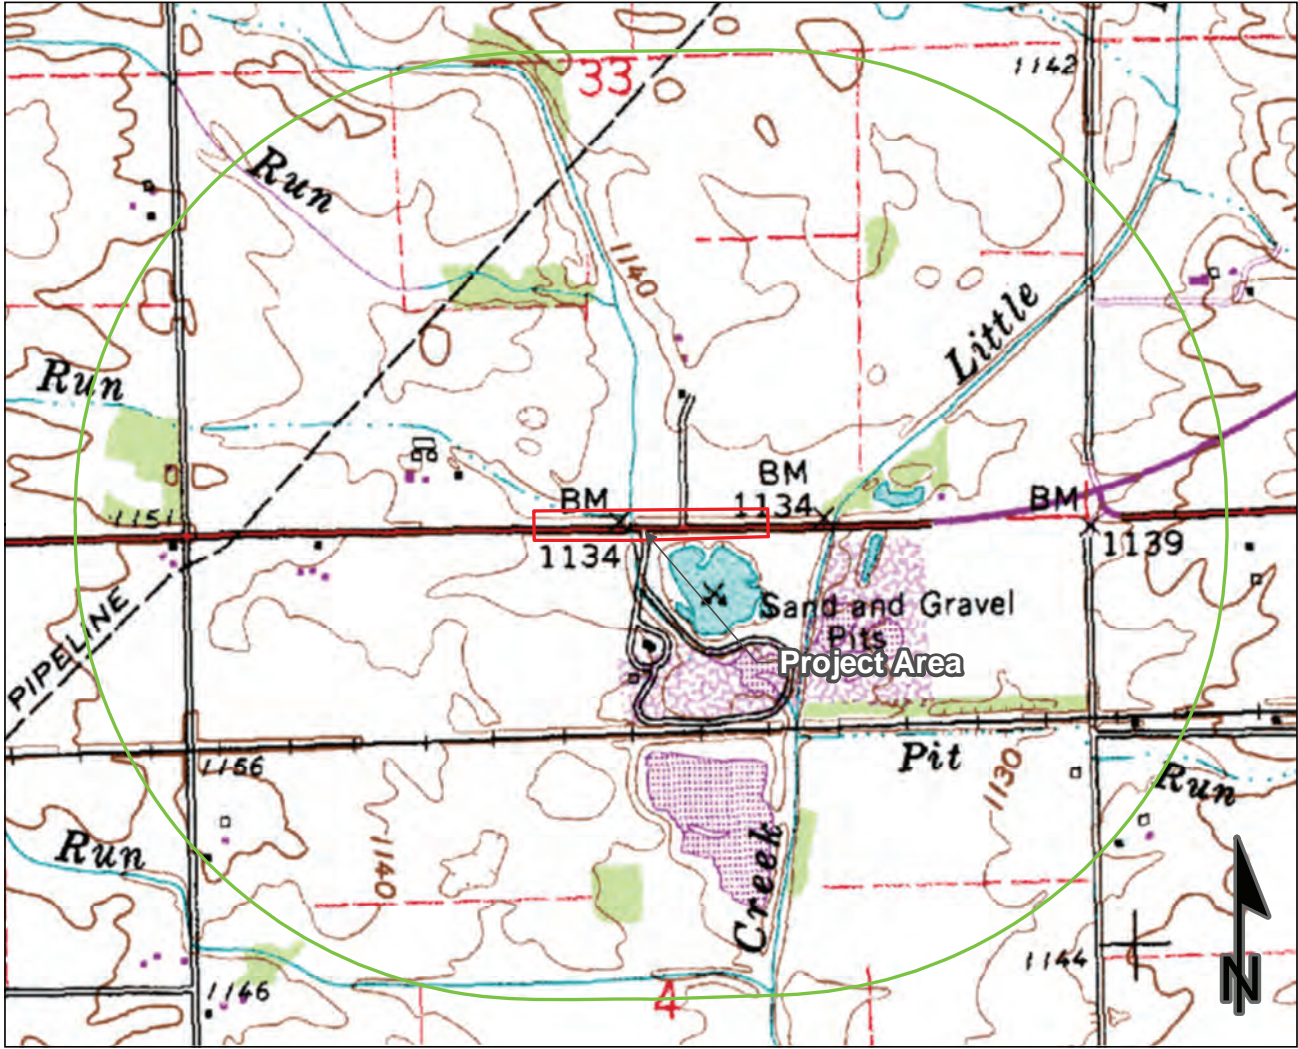 33
1142
Run
1140
Little
Run
BM
BM
1134
BM
1151
1134
1139
Sand and Gravel
Pits
PIPELINE
Project Area
1156
Pit
1130
Run
Run
1140
Creek
1146
4
1144
N